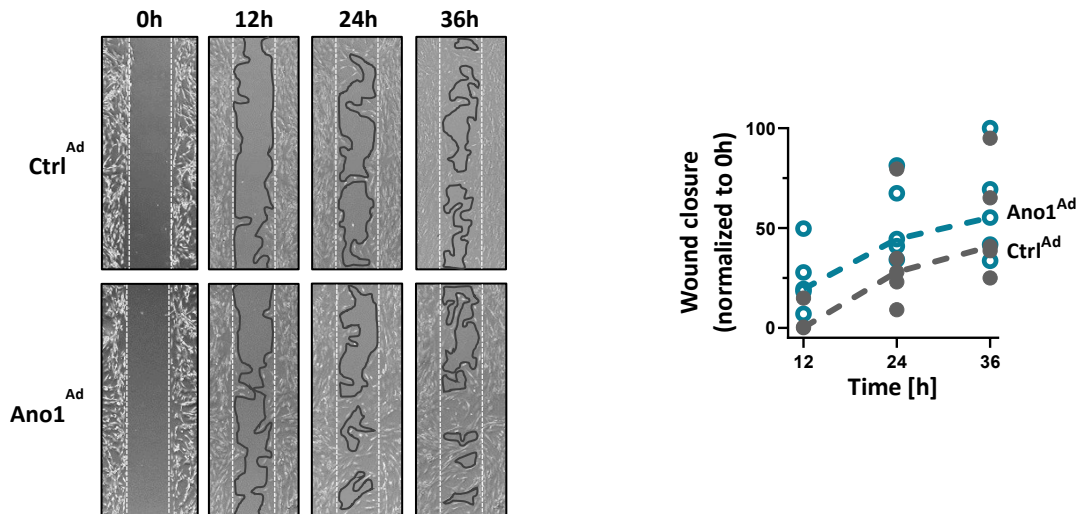 0h 12h 24h 36h
Ctrl^Ad
Ano1^Ad
Wound closure
(normalized to 0h)
100
50
0
12 24 36
Time [h]
Ano1^Ad
Ctrl^Ad